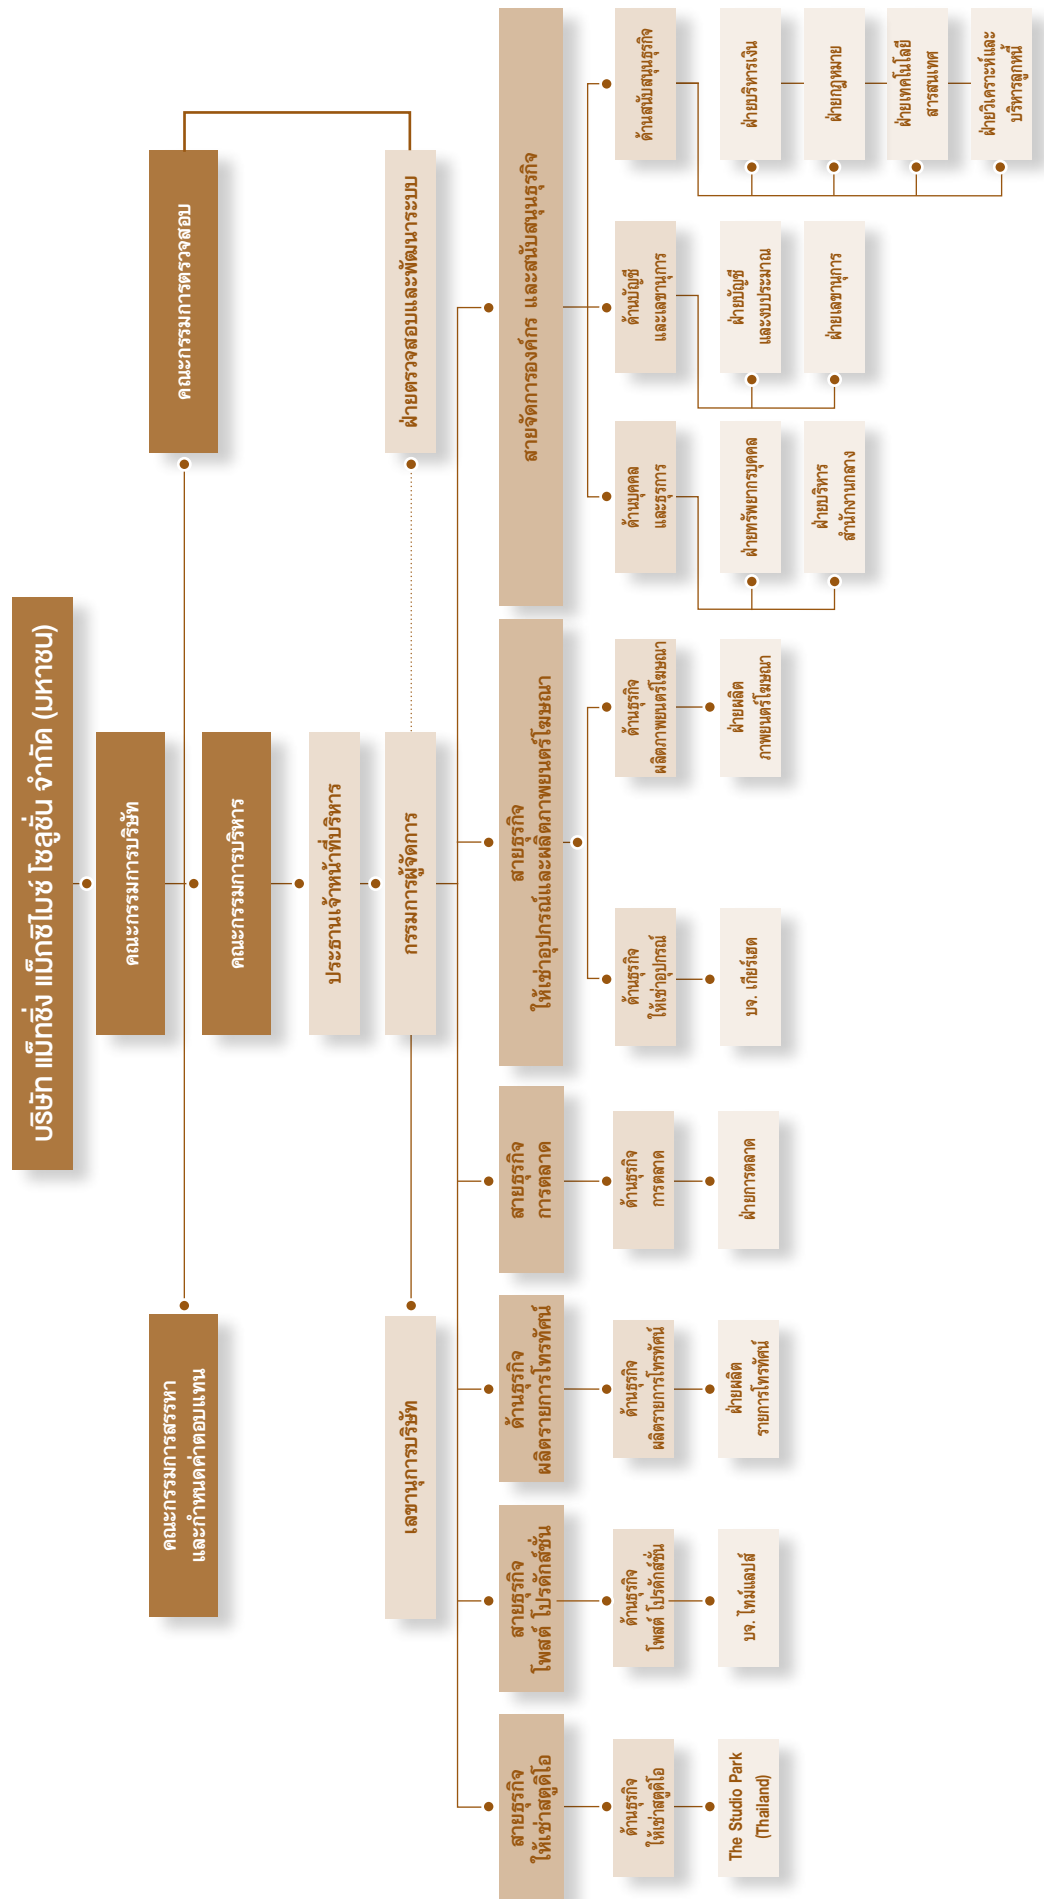 บริษัท แม็ทชิ่ง แม็กซิไมซ์ โซลูชั่น จำกัด (มหาชน)
คณะกรรมการบริษัท
คณะกรรมการสรรหา
และกำหนดค่าตอบแทน
คณะกรรมการตรวจสอบ
คณะกรรมการบริหาร
ประธานเจ้าหน้าที่บริหาร
เลขานุการบริษัท
กรรมการผู้จัดการ
ฝ่ายตรวจสอบและพัฒนาระบบ
สายธุรกิจ
ให้เช่าสตูดิโอ
สายธุรกิจ
โพสต์ โปรดักส์ชั่น
ด้านธุรกิจ
ผลิตรายการโทรทัศน์
สายธุรกิจ
การตลาด
สายธุรกิจ
ให้เช่าอุปกรณ์และผลิตภาพยนตร์โฆษณา
สายจัดการองค์กร และสนับสนุนธุรกิจ
ด้านธุรกิจ
ให้เช่าสตูดิโอ
ด้านธุรกิจ
โพสต์ โปรดักส์ชั่น
ด้านธุรกิจ
ผลิตรายการโทรทัศน์
ด้านธุรกิจ
การตลาด
ด้านธุรกิจ
ให้เช่าอุปกรณ์
ด้านธุรกิจ
ผลิตภาพยนตร์โฆษณา
ด้านบุคคล
และธุรการ
ด้านบัญชี
และเลขานุการ
ด้านสนับสนุนธุรกิจ
The Studio Park
(Thailand)
บจ. ไทม์แลปส์
ฝ่ายผลิต
รายการโทรทัศน์
ฝ่ายการตลาด
บจ. เกียร์เฮด
ฝ่ายผลิต
ภาพยนตร์โฆษณา
ฝ่ายทรัพยากรบุคคล
ฝ่ายบัญชี
และงบประมาณ
ฝ่ายบริหารเงิน
ฝ่ายบริหาร
สำนักงานกลาง
ฝ่ายเลขานุการ
ฝ่ายกฎหมาย
ฝ่ายเทคโนโลยี
สารสนเทศ
ฝ่ายวิเคราะห์และ
บริหารลูกหนี้